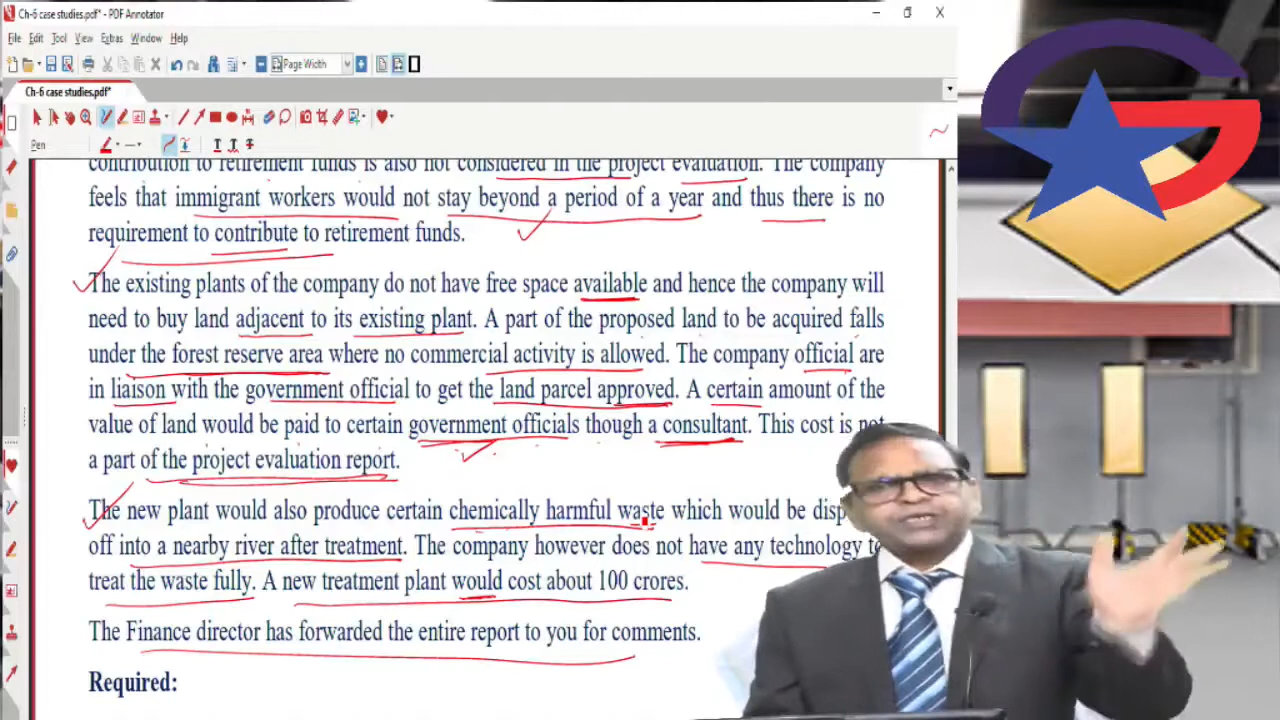 Ch-6 case studies.pdf* - PDF Annotator
File Edit Tool View Extras Window Help
Page Width
Ch-6 case studies.pdf*
Pen
contribution to retirement funds is also not considered in the project evaluation. The company
feels that immigrant workers would not stay beyond a period of a year and thus there is no
requirement to contribute to retirement funds.
The existing plants of the company do not have free space available and hence the company will
need to buy land adjacent to its existing plant. A part of the proposed land to be acquired falls
under the forest reserve area where no commercial activity is allowed. The company official are
in liaison with the government official to get the land parcel approved. A certain amount of the
value of land would be paid to certain government officials though a consultant. This cost is not
a part of the project evaluation report.
The new plant would also produce certain chemically harmful waste which would be disp
off into a nearby river after treatment. The company however does not have any technology
treat the waste fully. A new treatment plant would cost about 100 crores.
The Finance director has forwarded the entire report to you for comments.
Required: